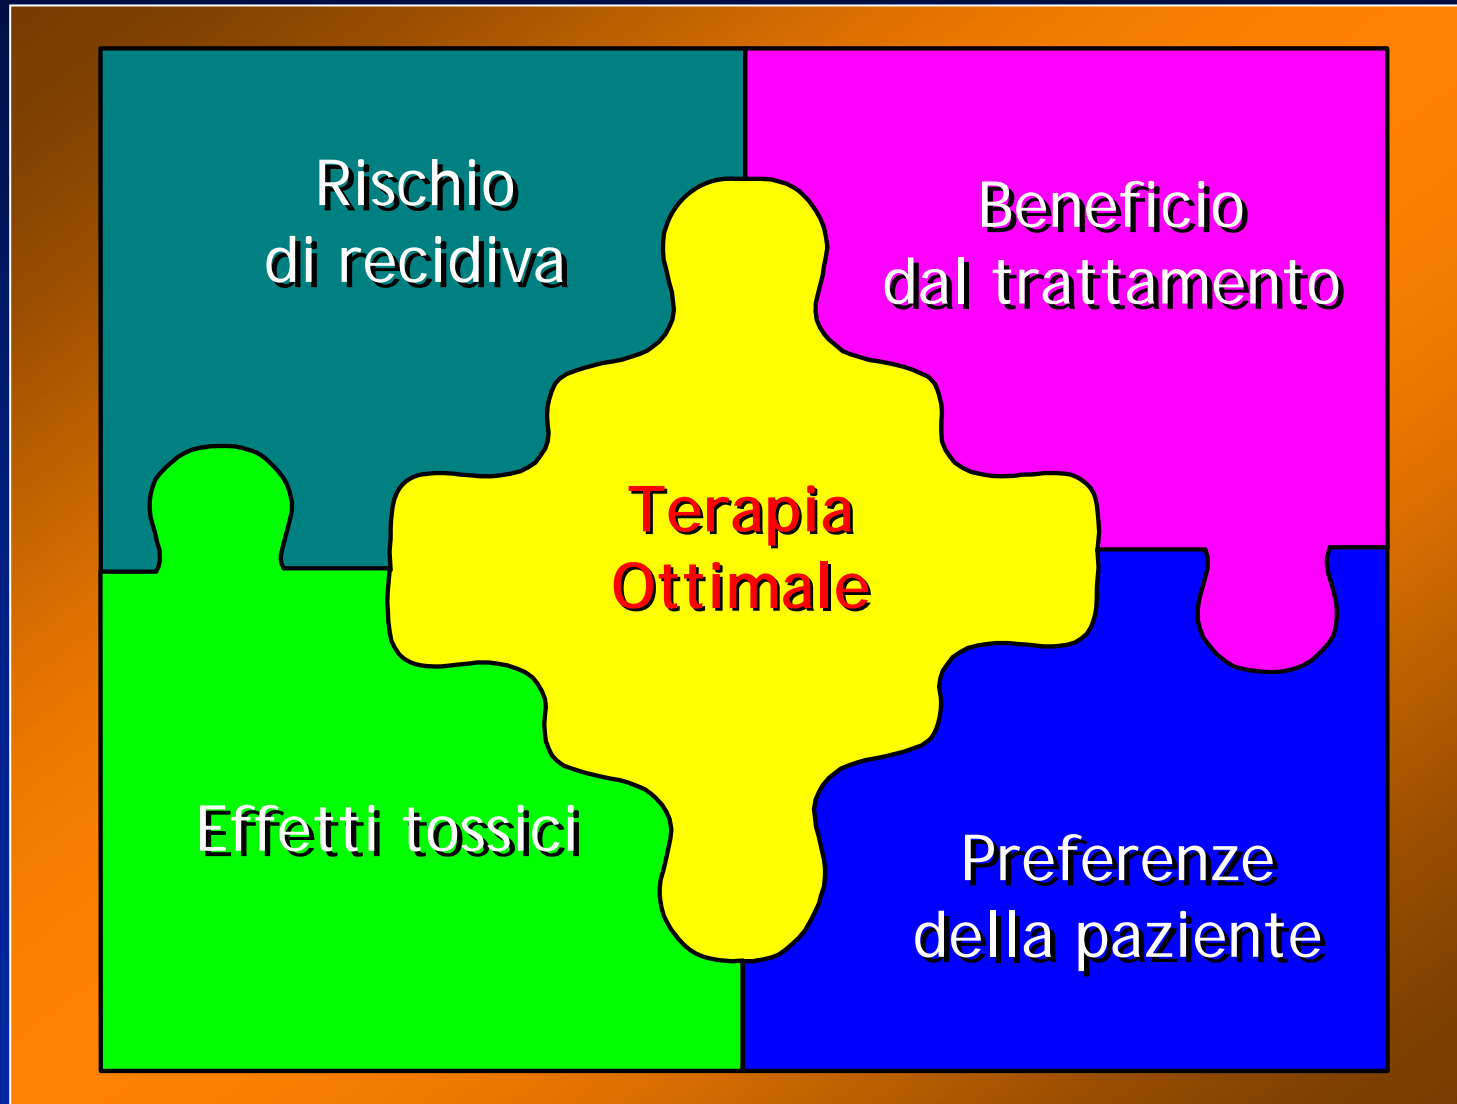 Rischio
di recidiva
Beneficio
dal trattamento
Terapia
Ottimale
Effetti tossici
Preferenze
della paziente